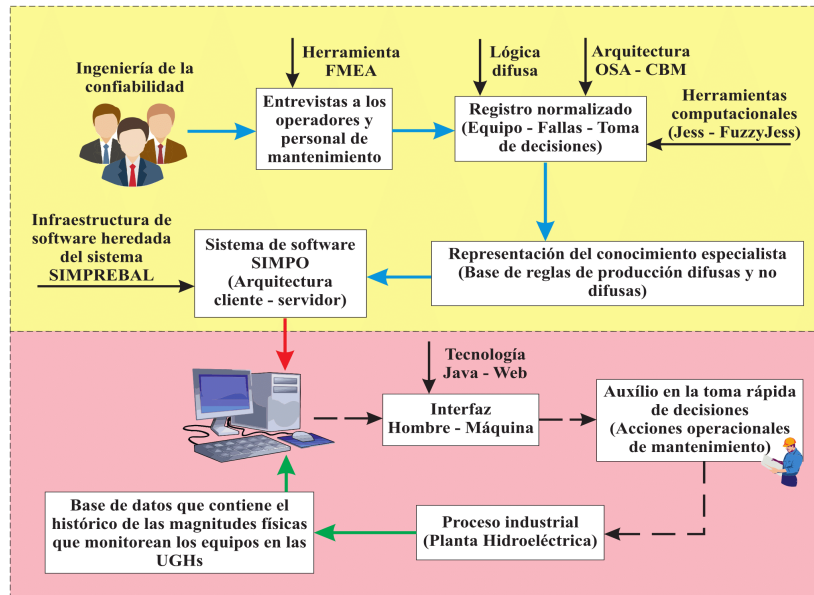 Ingeniería de la
confiabilidad
Herramienta
FMEA
Entrevistas a los
operadores y
personal de
mantenimiento
Lógica
difusa
Arquitectura
OSA - CBM
Registro normalizado
(Equipo - Fallas - Toma
de decisiones)
Herramientas
computacionales
(Jess - FuzzyJess)
Infraestructura de
software heredada
del sistema
SIMPREBAL
Sistema de software
SIMPO
(Arquitectura
cliente - servidor)
Representación del conocimiento especialista
(Base de reglas de producción difusas y no
difusas)
Tecnología
Java - Web
Interfaz
Hombre - Máquina
Auxílio en la toma rápida
de decisiones
(Acciones operacionales
de mantenimiento)
Base de datos que contiene el
histórico de las magnitudes físicas
que monitorean los equipos en las
UGHs
Proceso industrial
(Planta Hidroeléctrica)